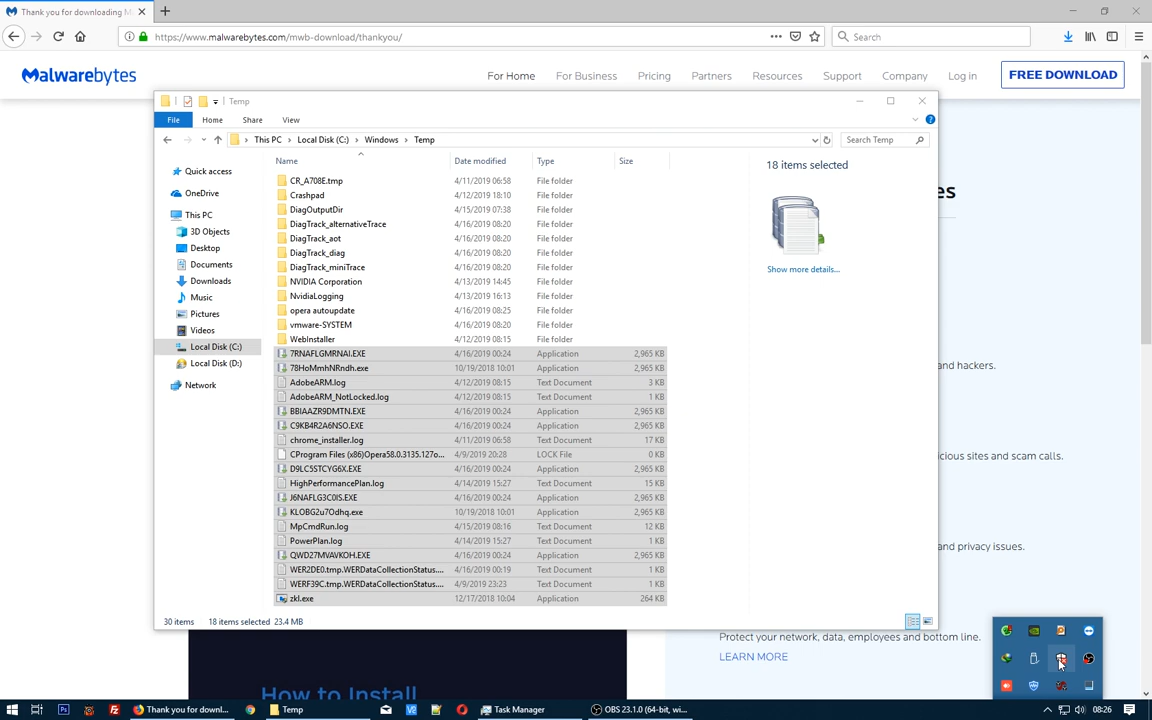 Thank you for downloading M
https://www.malwarebytes.com/mwb-download/thankyou/
Search
Malwarebytes
For Home
For Business
Pricing
Partners
Resources
Support
Company
Log in
FREE DOWNLOAD
Temp
File
Home
Share
View
This PC > Local Disk (C:) > Windows > Temp
Search Temp
Quick access
OneDrive
This PC
3D Objects
Desktop
Documents
Downloads
Music
Pictures
Videos
Local Disk (C:)
Local Disk (D:)
Network
Name Date modified Type Size
CR_A708E.tmp 4/11/2019 06:58 File folder
Crashpad 4/12/2019 18:10 File folder
DiagOutputDir 4/15/2019 07:38 File folder
DiagTrack_alternativeTrace 4/16/2019 08:20 File folder
DiagTrack_aot 4/16/2019 08:20 File folder
DiagTrack_diag 4/16/2019 08:20 File folder
DiagTrack_miniTrace 4/16/2019 08:20 File folder
NVIDIA Corporation 4/13/2019 14:45 File folder
NvidiaLogging 4/13/2019 16:13 File folder
opera autoupdate 4/16/2019 08:25 File folder
vmware-SYSTEM 4/16/2019 08:20 File folder
WebInstaller 4/12/2019 08:15 File folder
7RNAFLGMRNAI.EXE 4/16/2019 00:24 Application 2,965 KB
78HoMmhNRndh.exe 10/19/2018 10:01 Application 2,965 KB
AdobeARM.log 4/12/2019 08:15 Text Document 3 KB
AdobeARM_NotLocked.log 4/12/2019 08:15 Text Document 1 KB
BBIAAZR9DMTN.EXE 4/16/2019 00:24 Application 2,965 KB
C9KB4R2A6NSO.EXE 4/16/2019 00:24 Application 2,965 KB
chrome_installer.log 4/11/2019 06:58 Text Document 17 KB
CProgram Files (x86)Opera58.0.3135.127o... 4/9/2019 20:28 LOCK File 0 KB
D9LC5STCYG6X.EXE 4/16/2019 00:24 Application 2,965 KB
HighPerformancePlan.log 4/14/2019 15:27 Text Document 15 KB
J6NAFLG3C0IS.EXE 4/16/2019 00:24 Application 2,965 KB
KLOBG2u7Odhq.exe 10/19/2018 10:01 Application 2,965 KB
MpCmdRun.log 4/15/2019 08:16 Text Document 12 KB
PowerPlan.log 4/14/2019 15:27 Text Document 1 KB
QWD27MVAVKOH.EXE 4/16/2019 00:24 Application 2,965 KB
WER2DE0.tmp.WERDataCollectionStatus.... 4/16/2019 00:19 Text Document 1 KB
WERF39C.tmp.WERDataCollectionStatus.... 4/9/2019 23:23 Text Document 1 KB
zkl.exe 12/17/2018 10:04 Application 264 KB
18 items selected
Show more details...
30 items 18 items selected 23.4 MB
es
and hackers.
icious sites and scam calls.
and privacy issues.
Protect your network, data, employees and bottom line.
LEARN MORE
How to Install
Thank you for downl...
Temp
Task Manager
OBS 23.1.0 (64-bit, wi...
08:26